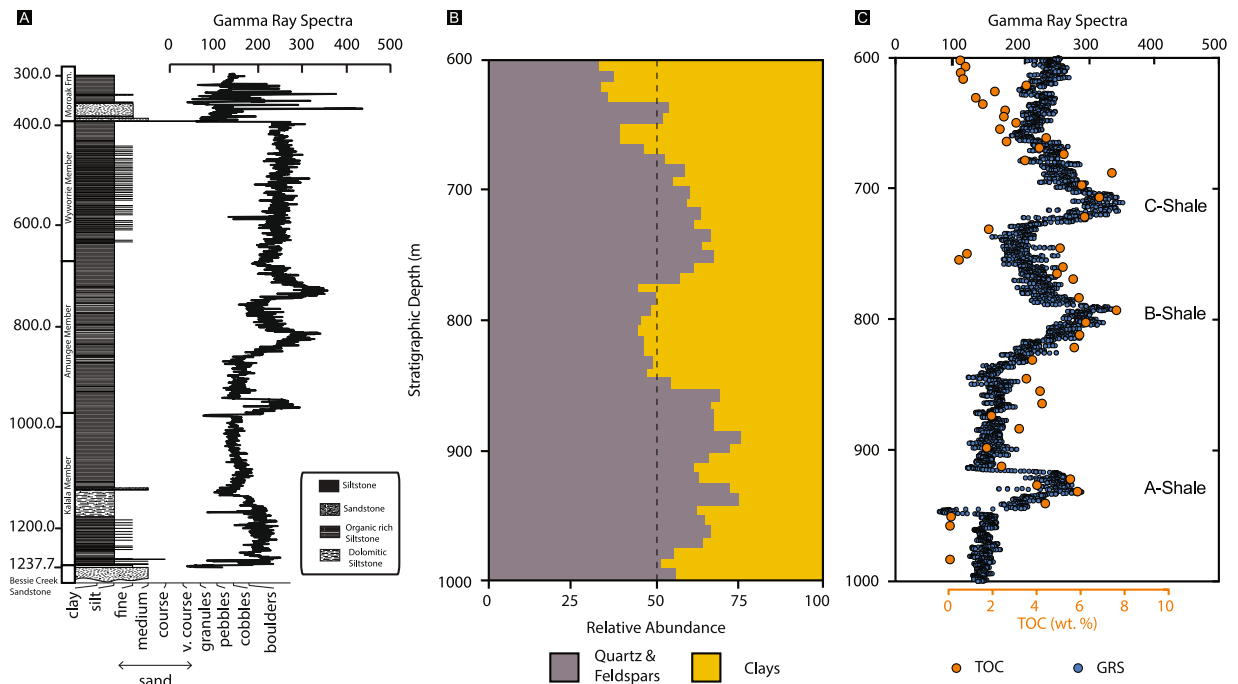 A
Gamma Ray Spectra
0 100 200 300 400 500
300.0
400.0
600.0
800.0
1000.0
1200.0
1237.7
Moroak Fm.
Wyworrie Member
Amungee Member
Kalala Member
Bessie Creek
Sandstone
Siltstone
Sandstone
Organic rich
Siltstone
Dolomitic
Siltstone
clay
silt
fine
medium
course
v. course
granules
pebbles
cobbles
boulders
sand
B
Stratigraphic Depth (m
600
700
800
900
1000
0 50 75 100
Relative Abundance
Quartz &
Feldspars
Clays
C
Gamma Ray Spectra
0 100 200 300 400 500
600
700
800
900
1000
C-Shale
B-Shale
A-Shale
0 2 4 6 8 10
TOC (wt. %)
TOC
GRS